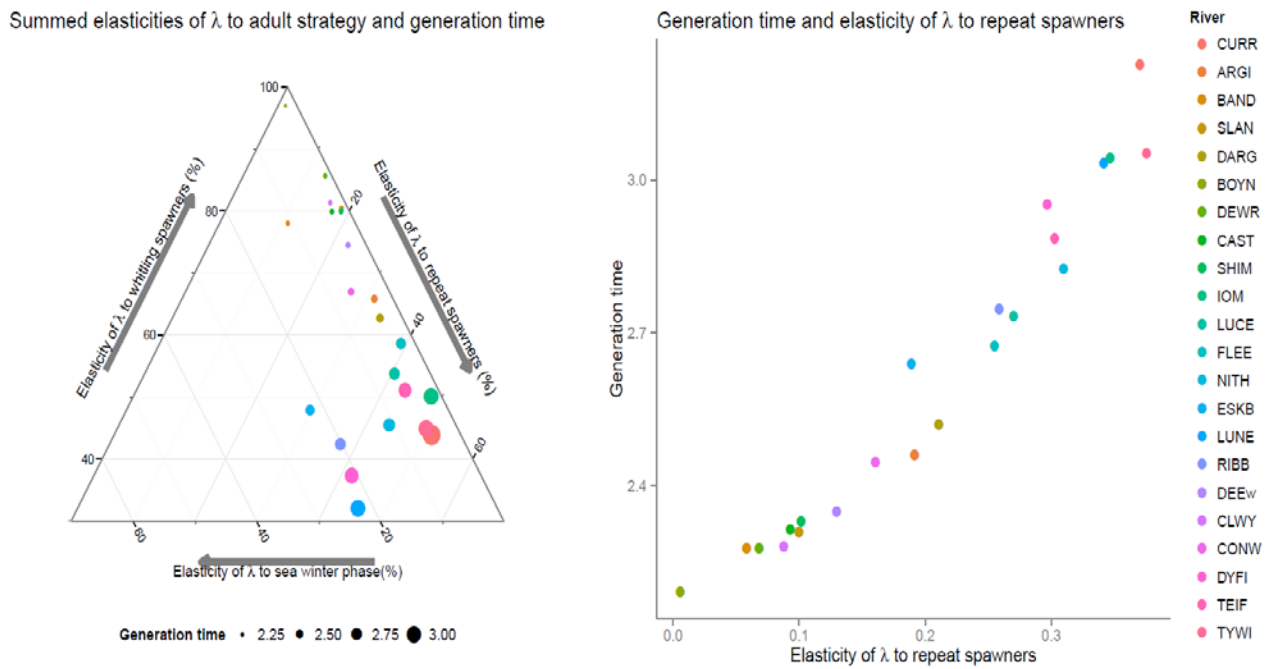 Summed elasticities of λ to adult strategy and generation time
100
80
60
40
Elasticity of λ to whitling spawners (%)
Elasticity of λ to repeat spawners (%)
20
40
60
60
40
20
Elasticity of λ to sea winter phase(%)
Generation time 2.25 2.50 2.75 3.00
Generation time and elasticity of λ to repeat spawners
Generation time
3.0
2.7
2.4
0.0 0.1 0.2 0.3
Elasticity of λ to repeat spawners
River
CURR
ARGI
BAND
SLAN
DARG
BOYN
DEWR
CAST
SHIM
IOM
LUCE
FLEE
NITH
ESKB
LUNE
RIBB
DEEw
CLWY
CONW
DYFI
TEIF
TYWI